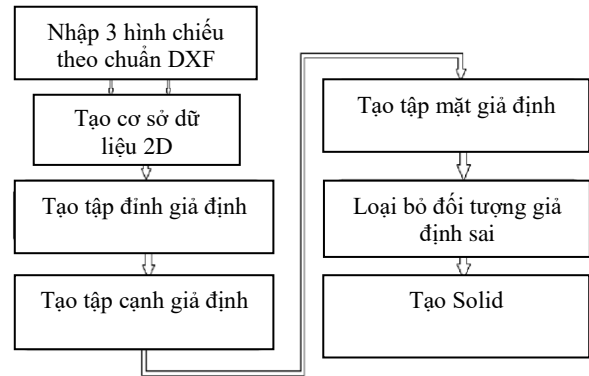 Nhập 3 hình chiếu
theo chuẩn DXF
Tạo cơ sở dữ
liệu 2D
Tạo tập đỉnh giả định
Tạo tập cạnh giả định
Tạo tập mặt giả định
Loại bỏ đối tượng giả
định sai
Tạo Solid